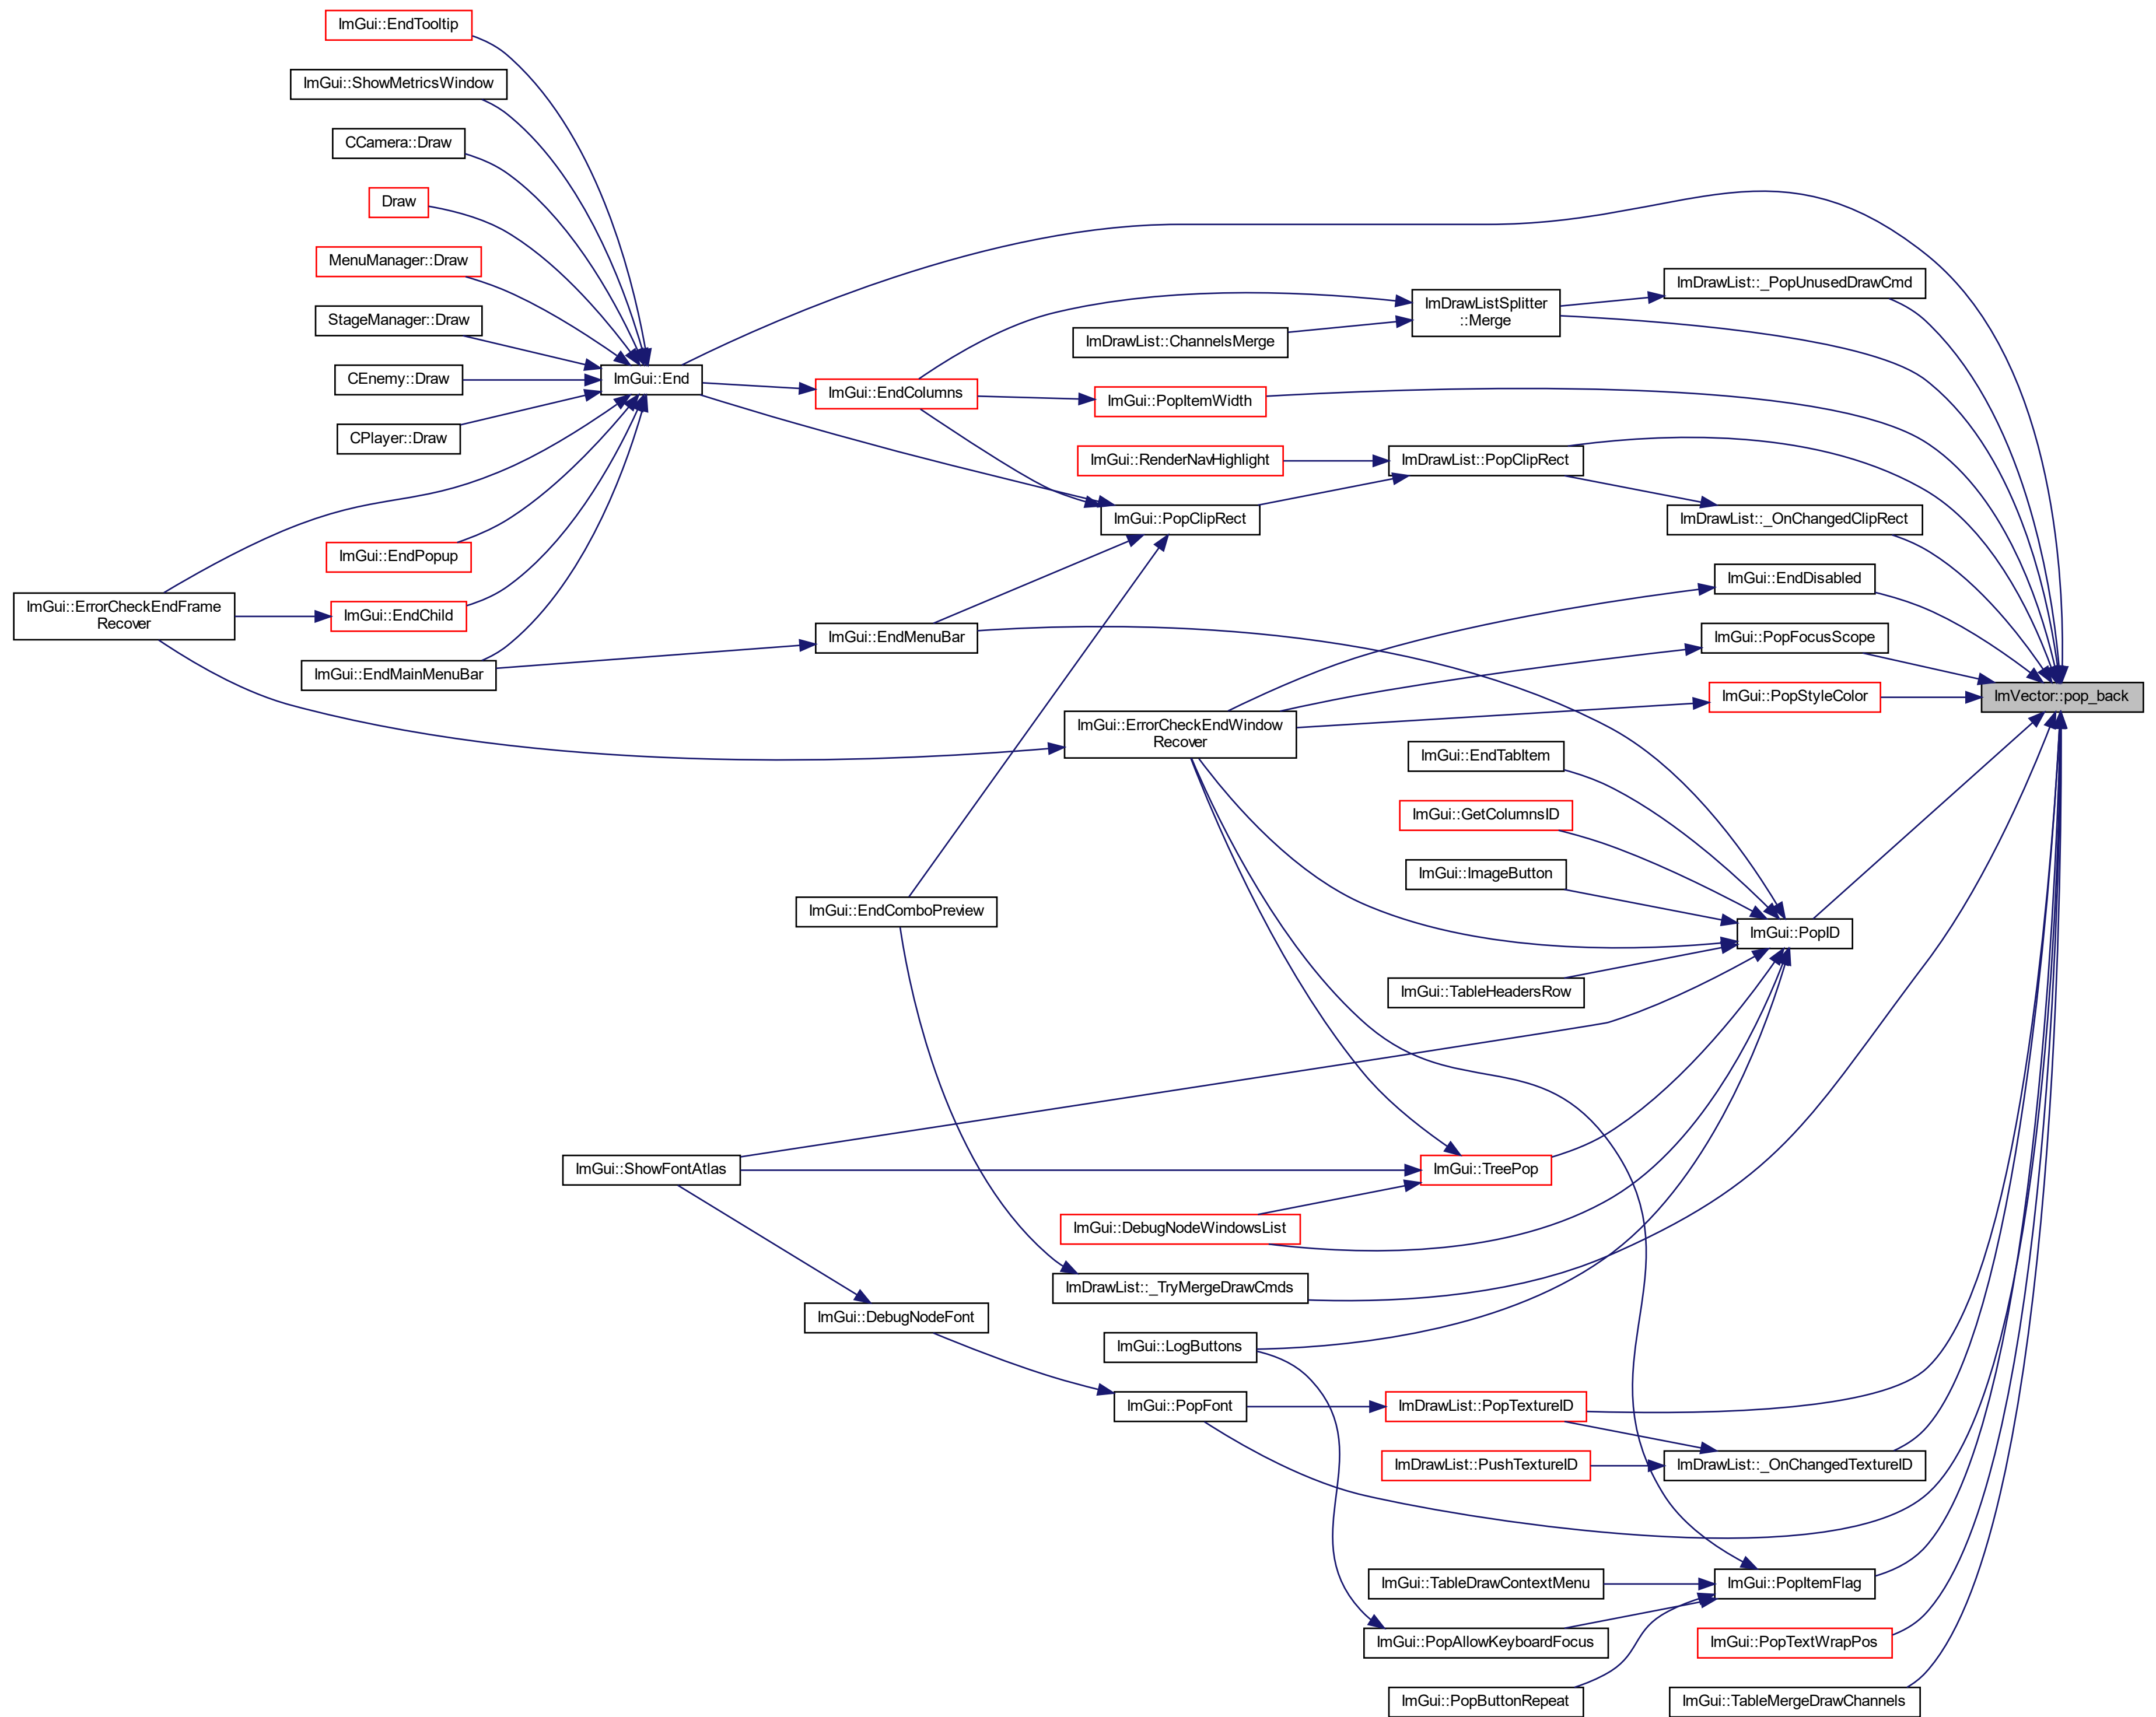 ImGui::EndTooltip
ImGui::ShowMetricsWindow
CCamera::Draw
Draw
MenuManager::Draw
StageManager::Draw
CEnemy::Draw
CPlayer::Draw
ImGui::End
ImGui::EndPopup
ImGui::ErrorCheckEndFrame
Recover
ImGui::EndChild
ImGui::EndMainMenuBar
ImGui::EndColumns
ImGui::EndMenuBar
ImGui::EndComboPreview
ImGui::ShowFontAtlas
ImGui::DebugNodeFont
ImDrawListSplitter
::Merge
ImDrawList::ChannelsMerge
ImGui::PopItemWidth
ImGui::RenderNavHighlight
ImDrawList::PopClipRect
ImGui::PopClipRect
ImGui::ErrorCheckEndWindow
Recover
ImDrawList::_PopUnusedDrawCmd
ImDrawList::_OnChangedClipRect
ImGui::EndDisabled
ImGui::PopFocusScope
ImGui::PopStyleColor
ImVector::pop_back
ImGui::EndTabItem
ImGui::GetColumnsID
ImGui::ImageButton
ImGui::PopID
ImGui::TableHeadersRow
ImGui::TreePop
ImGui::DebugNodeWindowsList
ImDrawList::_TryMergeDrawCmds
ImGui::LogButtons
ImGui::PopFont
ImDrawList::PopTextureID
ImDrawList::PushTextureID
ImDrawList::_OnChangedTextureID
ImGui::TableDrawContextMenu
ImGui::PopItemFlag
ImGui::PopAllowKeyboardFocus
ImGui::PopTextWrapPos
ImGui::PopButtonRepeat
ImGui::TableMergeDrawChannels